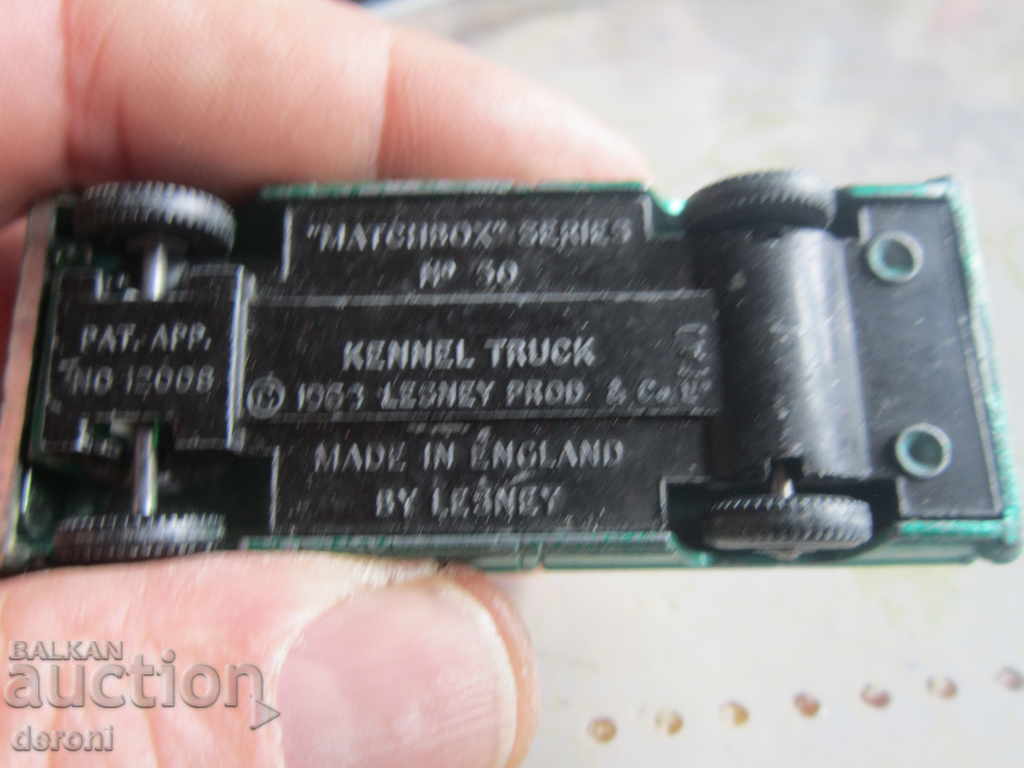 "MATCHBOX" SERIES
Nº 50
PAT. APP.
NO 12008
KENNEL TRUCK
© 1963 LESNEY PROD. & Co. L
MADE IN ENGLAND
BY LESNEY
BALKAN
auction
deroni